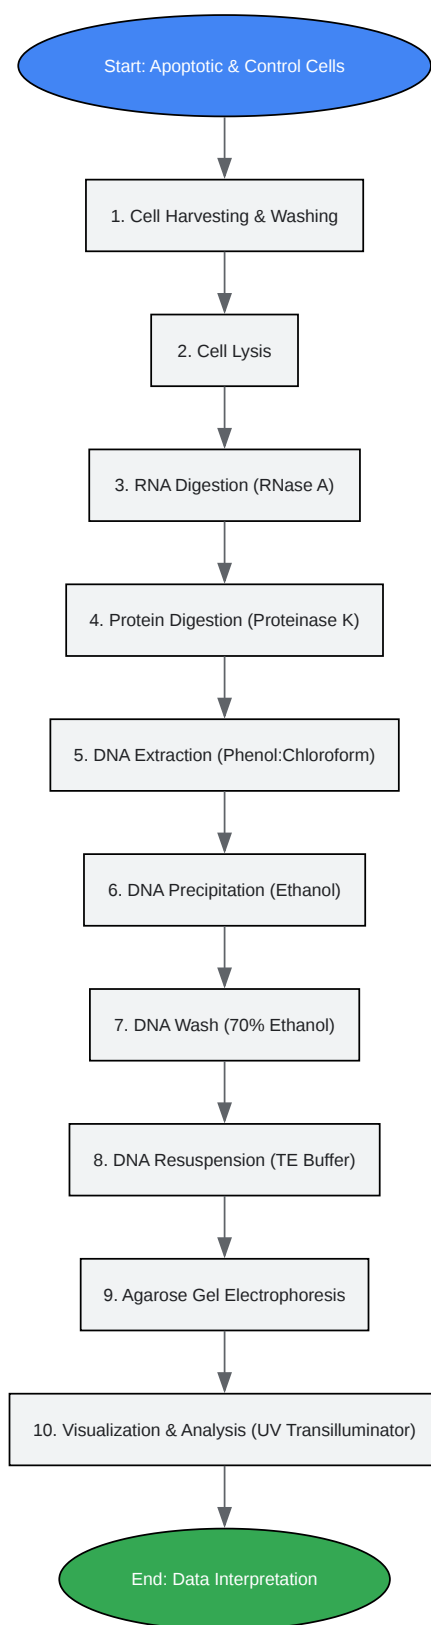 Start: Apoptotic & Control Cells
1. Cell Harvesting & Washing
2. Cell Lysis
3. RNA Digestion (RNase A)
4. Protein Digestion (Proteinase K)
5. DNA Extraction (Phenol:Chloroform)
6. DNA Precipitation (Ethanol)
7. DNA Wash (70% Ethanol)
8. DNA Resuspension (TE Buffer)
9. Agarose Gel Electrophoresis
10. Visualization & Analysis (UV Transilluminator)
End: Data Interpretation